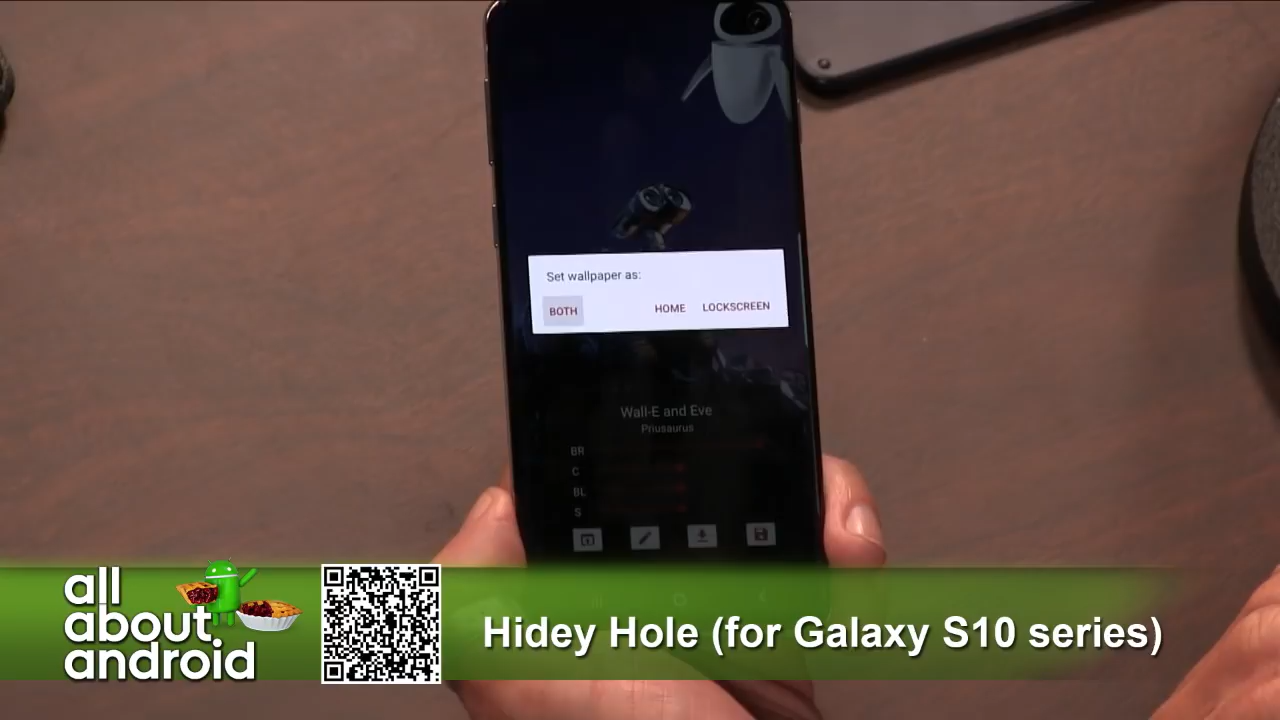 Set wallpaper as:
BOTH
HOME
LOCKSCREEN
Wall-E and Eve
Priusaurus
BR
C
BL
S
all
about
android
Hidey Hole (for Galaxy S10 series)